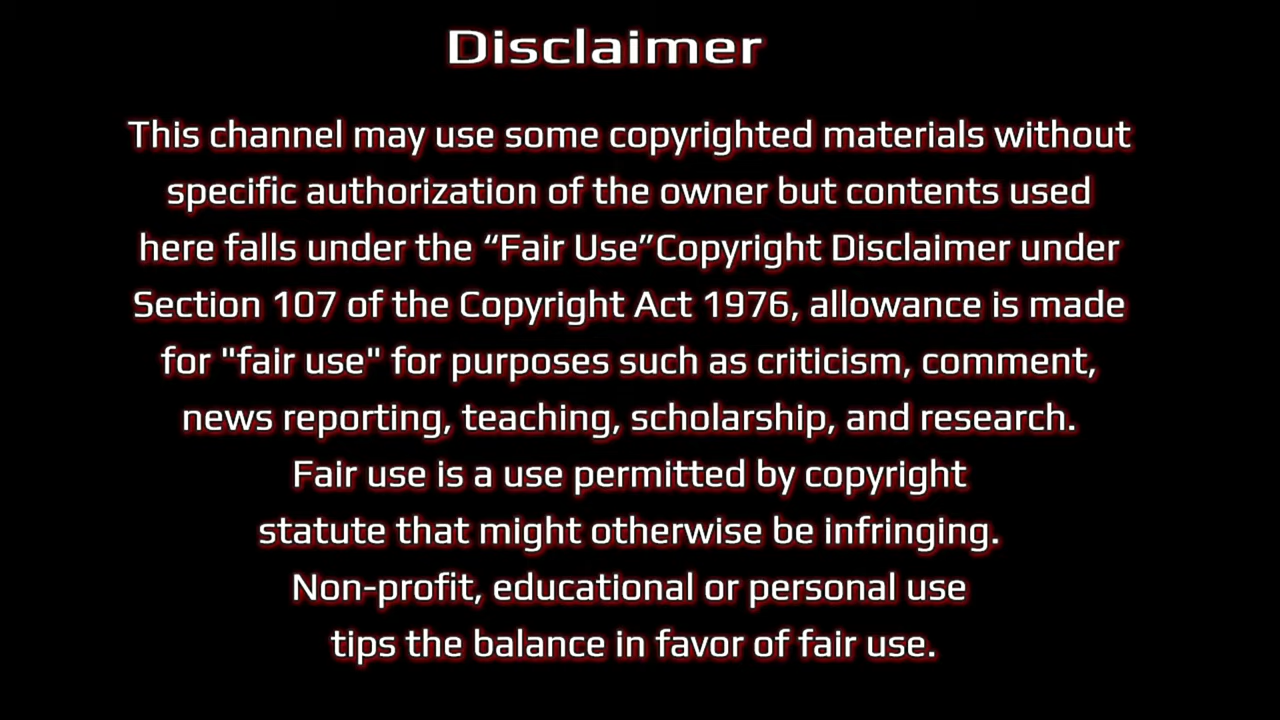 Disclaimer
This channel may use some copyrighted materials without
specific authorization of the owner but contents used
here falls under the “Fair Use”Copyright Disclaimer under
Section 107 of the Copyright Act 1976, allowance is made
for "fair use" for purposes such as criticism, comment,
news reporting, teaching, scholarship, and research.
Fair use is a use permitted by copyright
statute that might otherwise be infringing.
Non-profit, educational or personal use
tips the balance in favor of fair use.